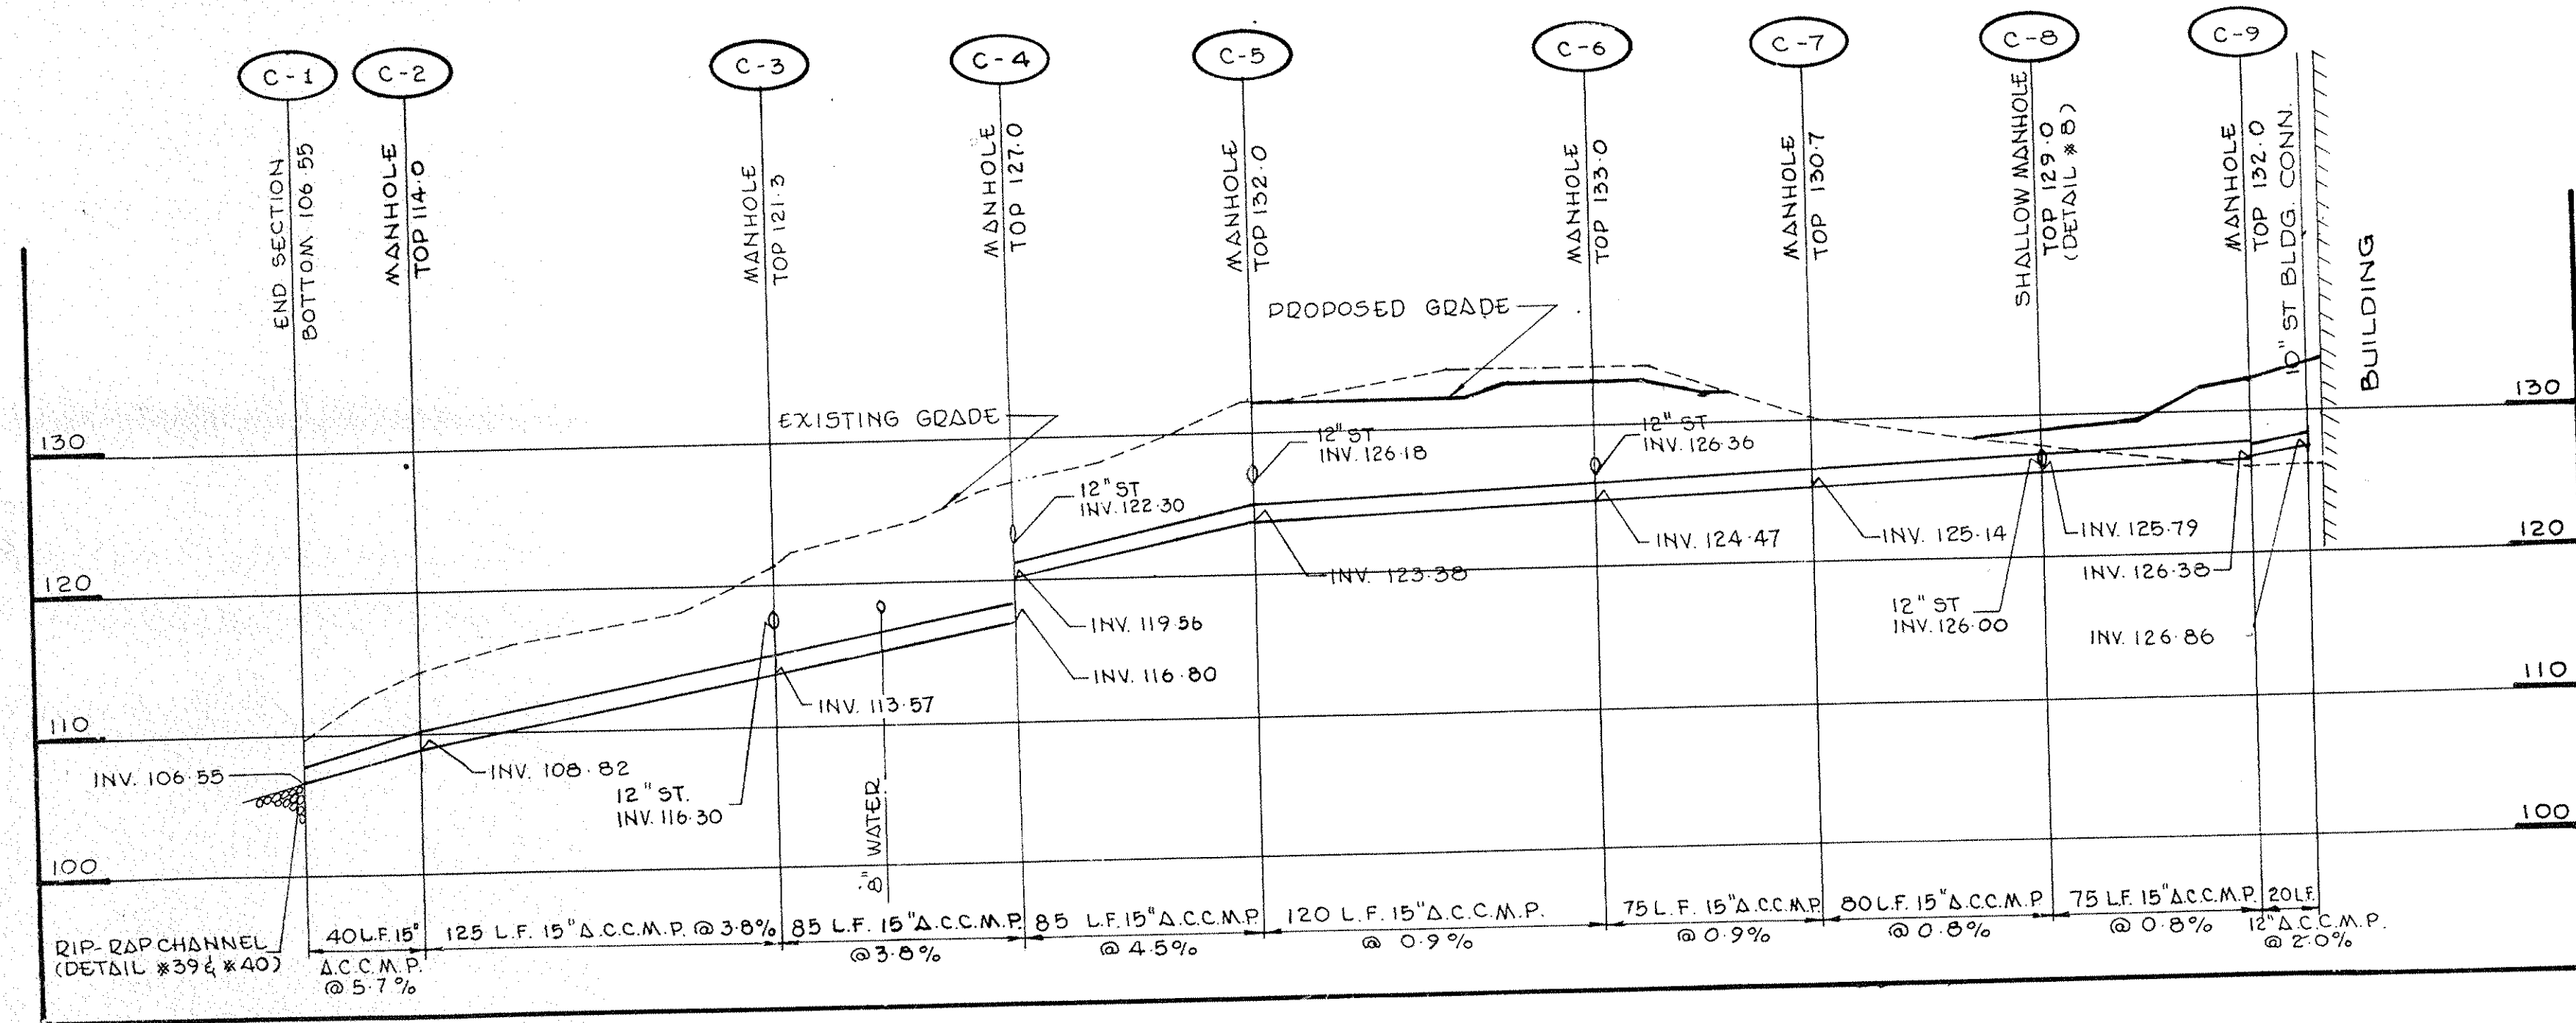 C-1
C-2
C-3
C-4
C-5
C-6
C-7
C-8
C-9
END SECTION
BOTTOM 106.55
MANHOLE
TOP 114.0
MANHOLE
TOP 121.3
MANHOLE
TOP 127.0
MANHOLE
TOP 132.0
MANHOLE
TOP 133.0
MANHOLE
TOP 130.7
SHALLOW MANHOLE
TOP 129.0
(DETAIL #8)
MANHOLE
TOP 132.0
10" ST BLDG. CONN.
BUILDING
PROPOSED GRADE
EXISTING GRADE
130
120
110
100
130
120
110
100
12" ST
INV. 122.30
12" ST
INV. 126.18
12" ST
INV. 126.36
INV. 119.56
INV. 116.80
INV. 123.38
INV. 124.47
INV. 125.14
INV. 125.79
INV. 126.38
12" ST
INV. 126.00
INV. 126.86
INV. 113.57
INV. 106.55
INV. 108.82
12" ST.
INV. 116.30
8" WATER
RIP-RAP CHANNEL
(DETAIL #39 & #40)
40 L.F. 15"
A.C.C.M.P.
@ 5.7%
125 L.F. 15" A.C.C.M.P. @ 3.8%
85 L.F. 15" A.C.C.M.P.
@ 3.8%
85 L.F. 15" A.C.C.M.P.
@ 4.5%
120 L.F. 15" A.C.C.M.P.
@ 0.9%
75 L.F. 15" A.C.C.M.P.
@ 0.9%
80 L.F. 15" A.C.C.M.P.
@ 0.8%
75 L.F. 15" A.C.C.M.P.
@ 0.8%
20 L.F.
12" A.C.C.M.P.
@ 2.0%